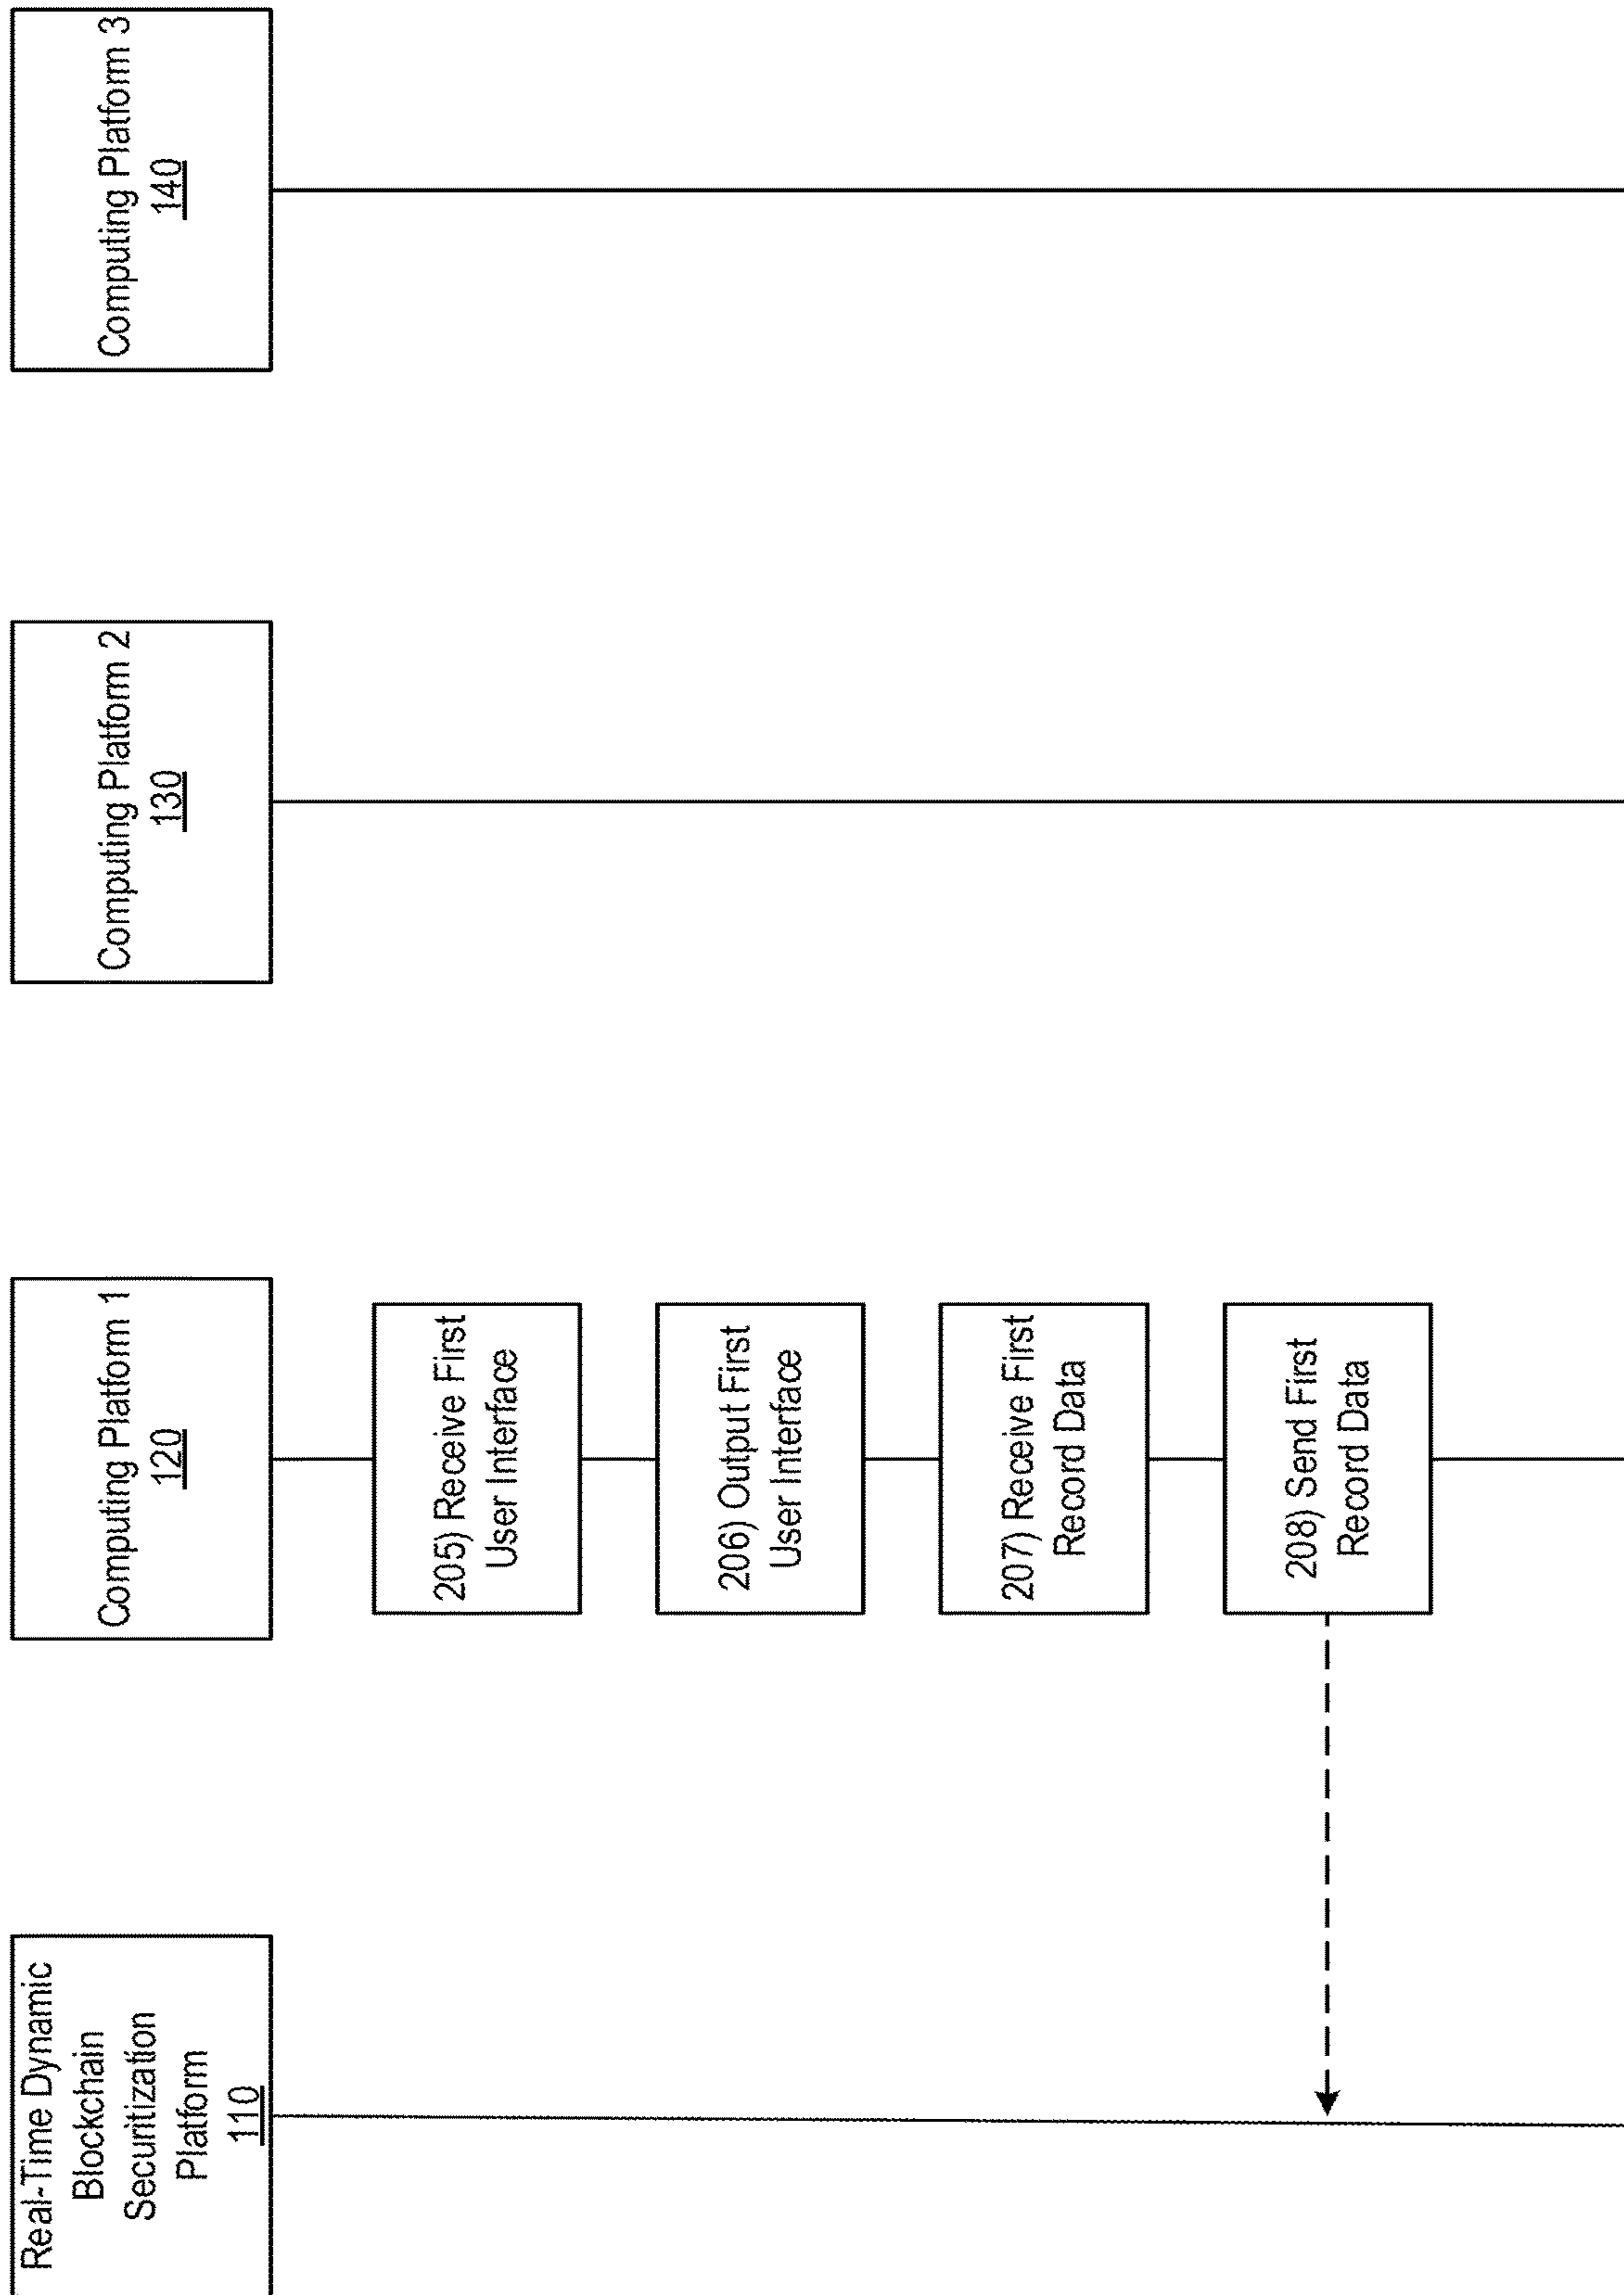 Real-Time Dynamic
Blockchain
Securitization
Platform
110
Computing Platform 1
120
Computing Platform 2
130
Computing Platform 3
140
205) Receive First
User Interface
206) Output First
User Interface
207) Receive First
Record Data
208) Send First
Record Data